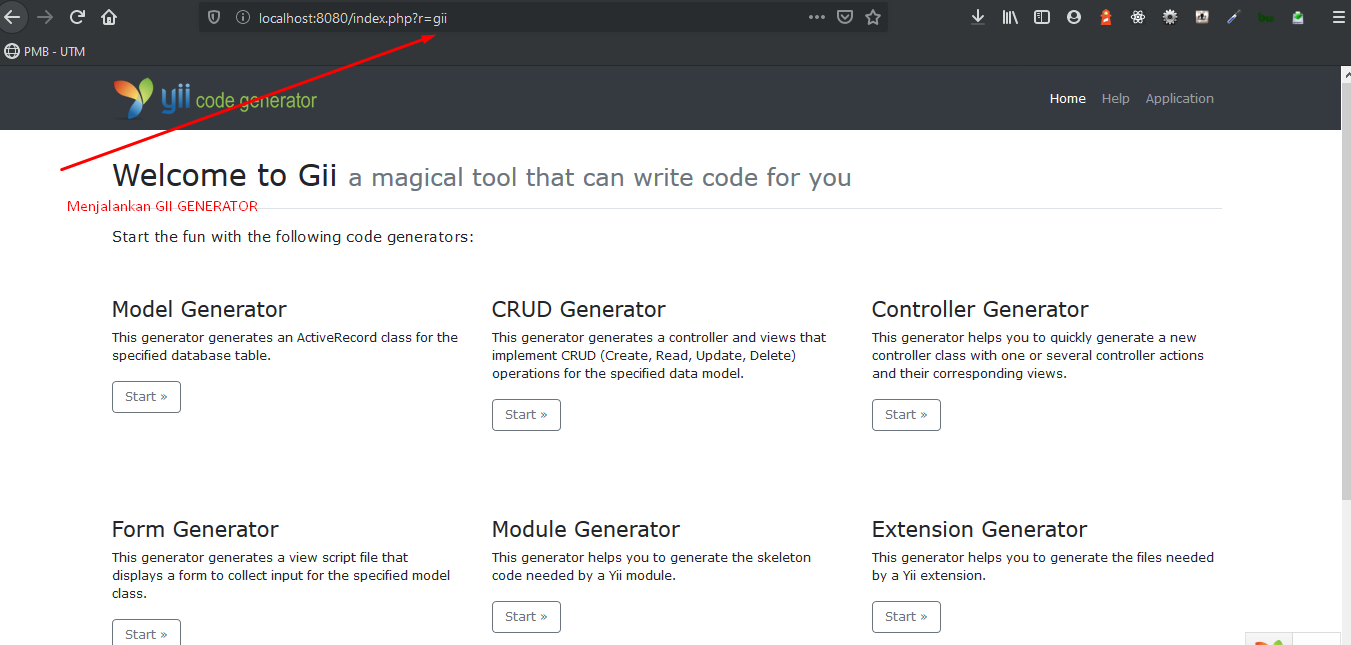 localhost:8080/index.php?r=gii
PMB - UTM
yii code generator
Home Help Application
Welcome to Gii a magical tool that can write code for you
Menjalankan GII GENERATOR
Start the fun with the following code generators:
Model Generator
This generator generates an ActiveRecord class for the
specified database table.
Start »
CRUD Generator
This generator generates a controller and views that
implement CRUD (Create, Read, Update, Delete)
operations for the specified data model.
Start »
Controller Generator
This generator helps you to quickly generate a new
controller class with one or several controller actions
and their corresponding views.
Start »
Form Generator
This generator generates a view script file that
displays a form to collect input for the specified model
class.
Start »
Module Generator
This generator helps you to generate the skeleton
code needed by a Yii module.
Start »
Extension Generator
This generator helps you to generate the files needed
by a Yii extension.
Start »